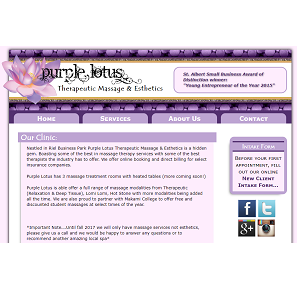 purple lotus
Therapeutic Massage & Esthetics
St. Albert Small Business Award of
Distinction winner:
"Young Entrepreneur of the Year 2015"
Home
Services
About Us
Contact
Our Clinic:
Nestled in Riel Business Park Purple Lotus Therapeutic Massage & Esthetics is a hidden
gem. Boasting some of the best in massage therapy services with some of the best
therapists the industry has to offer. We offer online booking and direct billing for select
insurance companies.
Purple Lotus has 3 massage treatment rooms with heated tables (more coming soon!)
Purple Lotus is able offer a full range of massage modalities from Therapeutic
(Relaxation & Deep Tissue), Lomi Lomi, Hot Stone with more modalities being added
all the time. We are also proud to partner with Makami College to offer free and
discounted student massages at select times of the year.
*Important Note...Until fall 2017 we will only have massage services not esthetics,
please give us a call and we would be happy to answer any questions or to
recommend another amazing local spa*
Intake Form
Before your first
appointment, fill
out our online
New Client
Intake Form...
f
g+